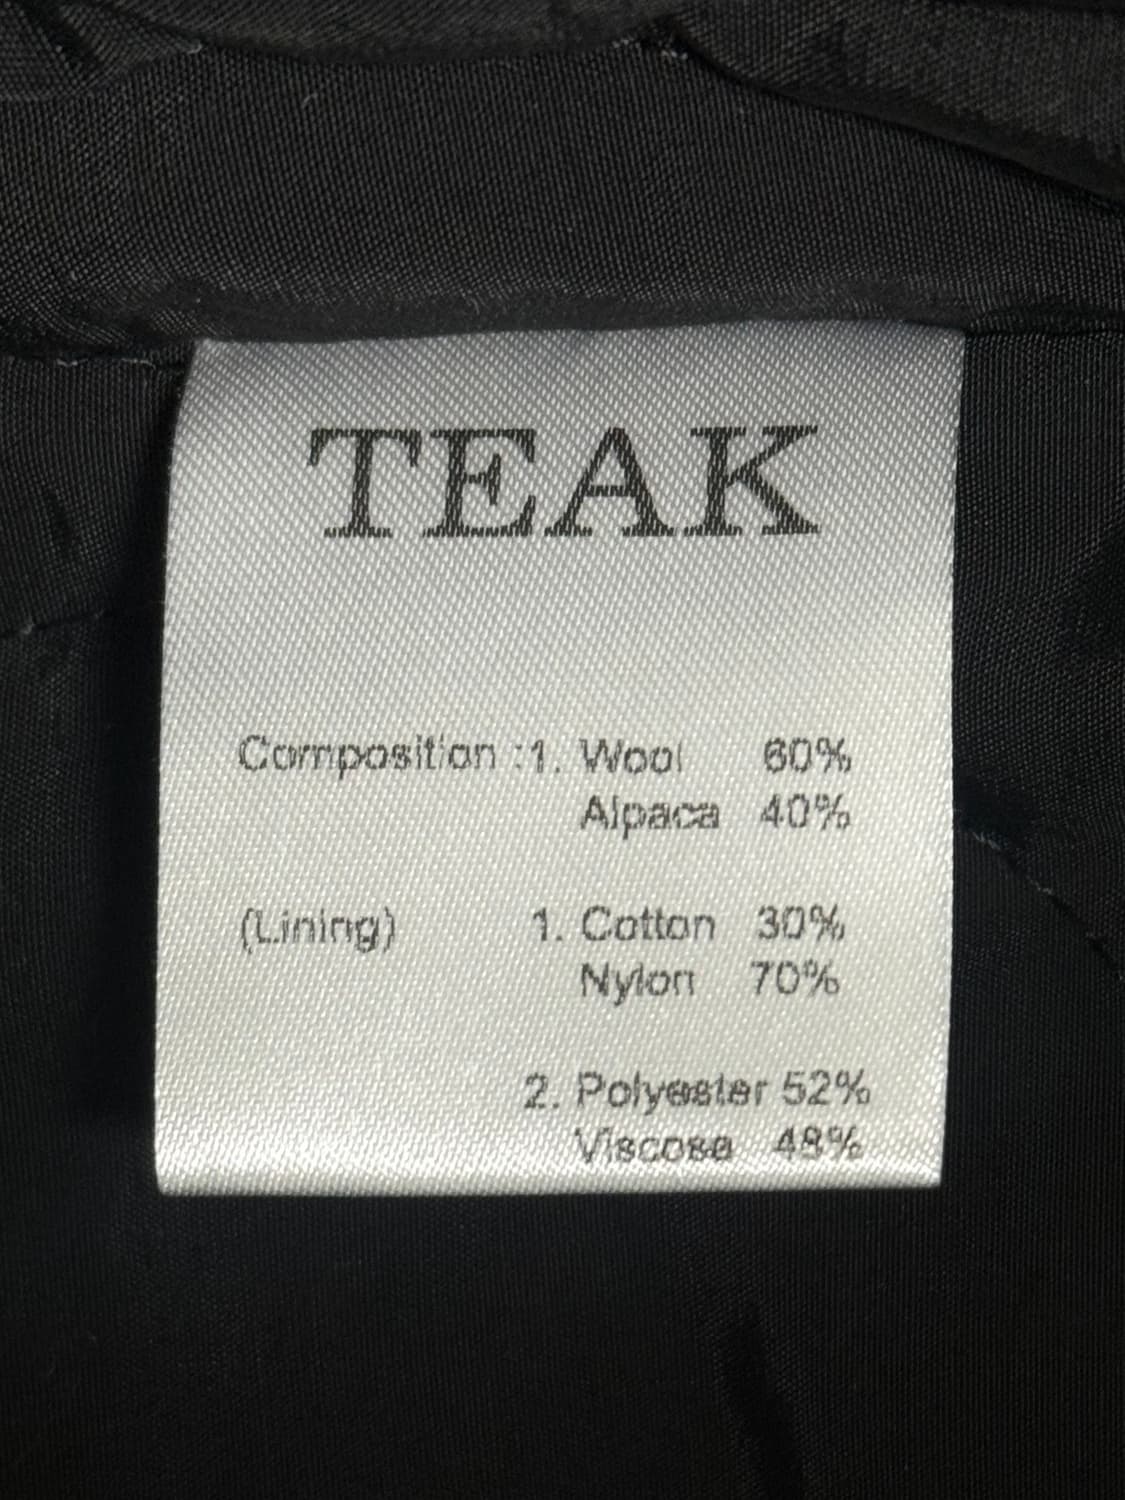 TEAK
Composition :1. Wool 60%
Alpaca 40%
(Lining) 1. Cotton 30%
Nylon 70%
2. Polyester 52%
Viscose 48%